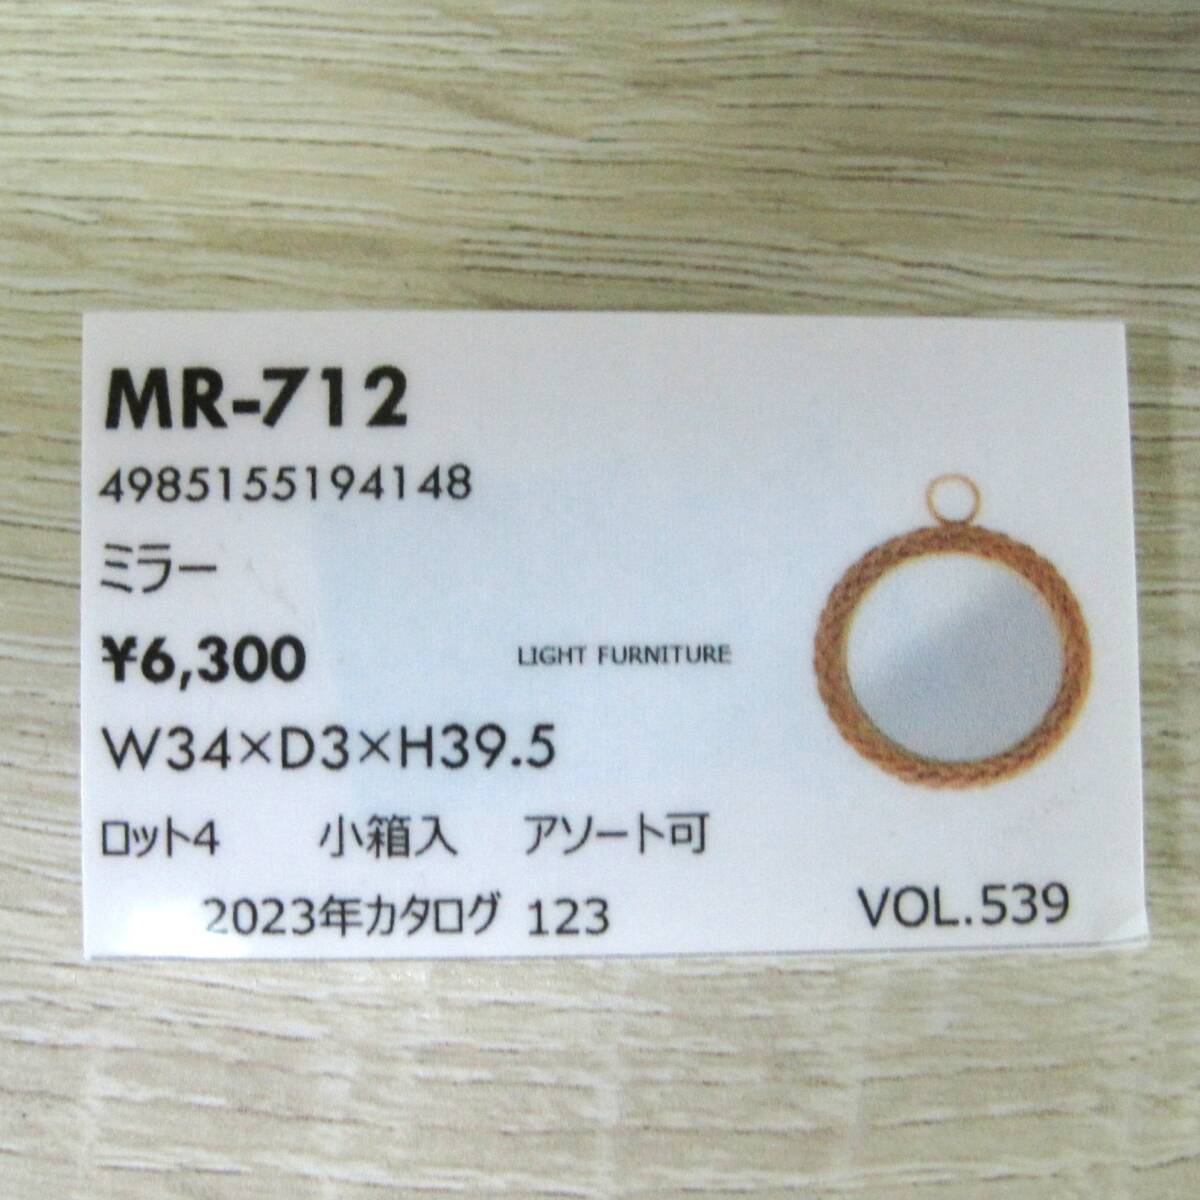 MR-712
4985155194148
ミラー
¥6,300
LIGHT FURNITURE
W34×D3×H39.5
ロット4 小箱入 アソート可
2023年カタログ 123 VOL.539